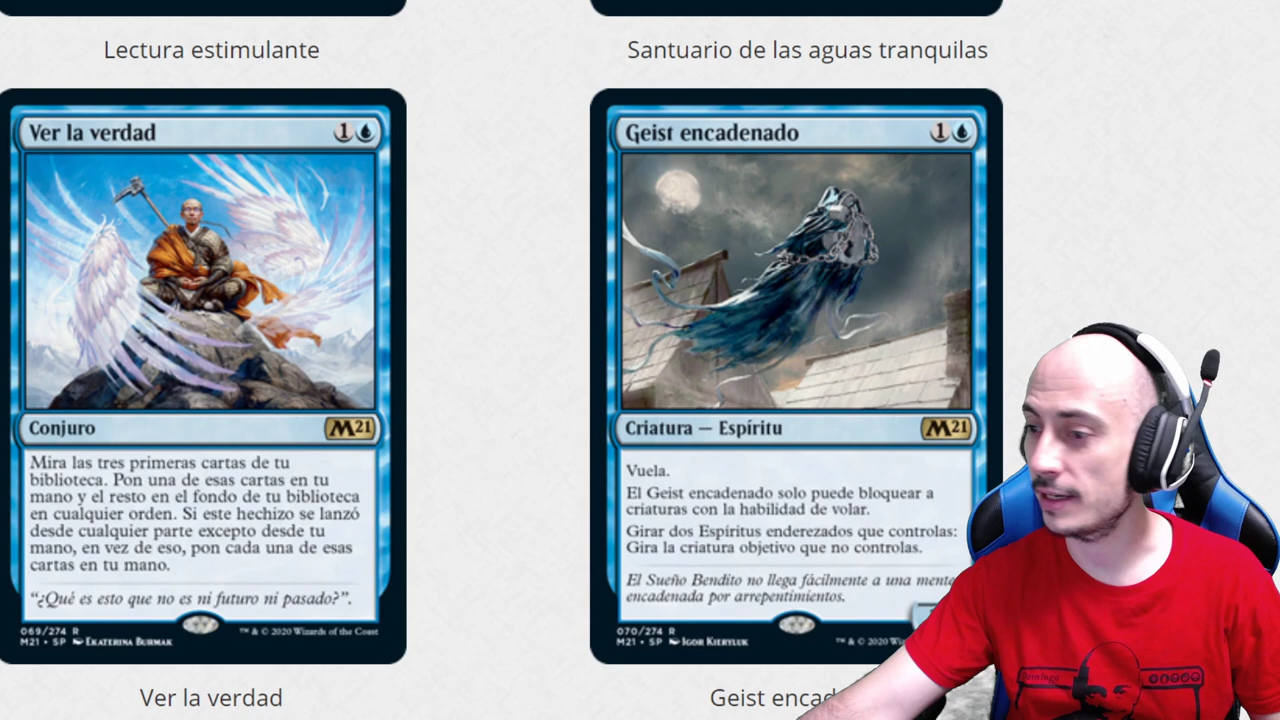 Lectura estimulante
Santuario de las aguas tranquilas
Ver la verdad
1
Conjuro
M21
Mira las tres primeras cartas de tu
biblioteca. Pon una de esas cartas en tu
mano y el resto en el fondo de tu biblioteca
en cualquier orden. Si este hechizo se lanzó
desde cualquier parte excepto desde tu
mano, en vez de eso, pon cada una de esas
cartas en tu mano.
“¿Qué es esto que no es ni futuro ni pasado?”.
069/274 R
M21 • SP EKATERINA BURMAK
™ & © 2020 Wizards of the Coast
Ver la verdad
Geist encadenado
1
Criatura — Espíritu
M21
Vuela.
El Geist encadenado solo puede bloquear a
criaturas con la habilidad de volar.
Girar dos Espíritus enderezados que controlas:
Gira la criatura objetivo que no controlas.
El Sueño Bendito no llega fácilmente a una mente
encadenada por arrepentimientos.
070/274 R
M21 • SP IGOR KIERYLUK
™ & © 2020 Wi
Geist encad